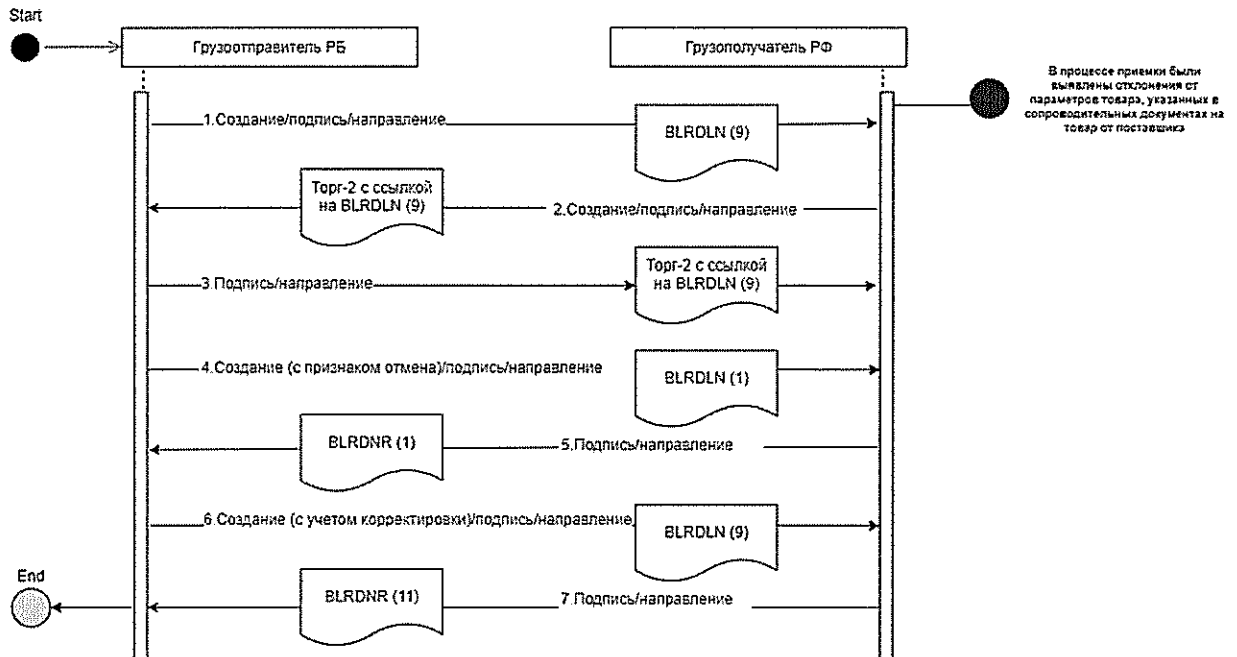 Start
Грузоотправитель РБ
Грузополучатель РФ
В процессе приемки были
выявлены отклонения от
параметров товара, указанных в
сопроводительных документах на
товар от поставщика
1.Создание/подпись/направление
BLRDLN (9)
Торг-2 с ссылкой
на BLRDLN (9)
2.Создание/подпись/направление
3.Подпись/направление
Торг-2 с ссылкой
на BLRDLN (9)
4.Создание (с признаком отмена)/подпись/направление
BLRDLN (1)
BLRDNR (1)
5.Подпись/направление
6.Создание (с учетом корректировки)/подпись/направление
BLRDLN (9)
End
BLRDNR (11)
7.Подпись/направление